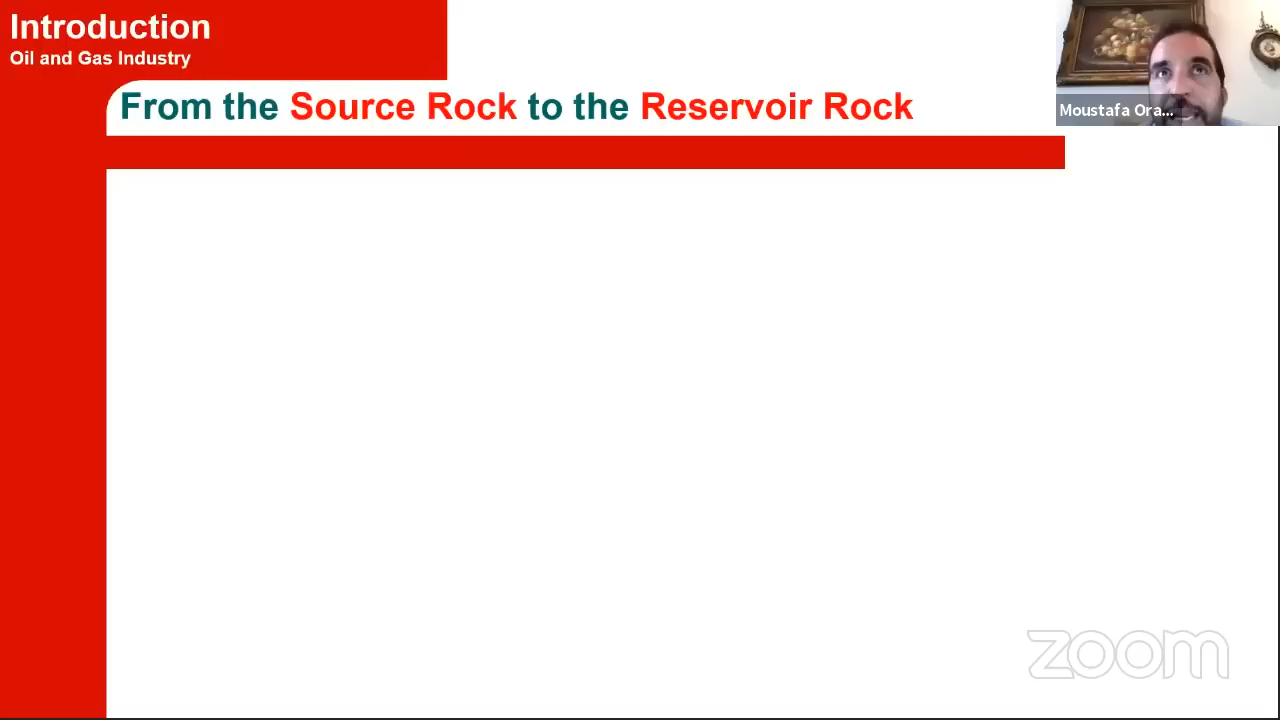 Introduction
Oil and Gas Industry
From the Source Rock to the Reservoir Rock
Moustafa Ora...
zoom